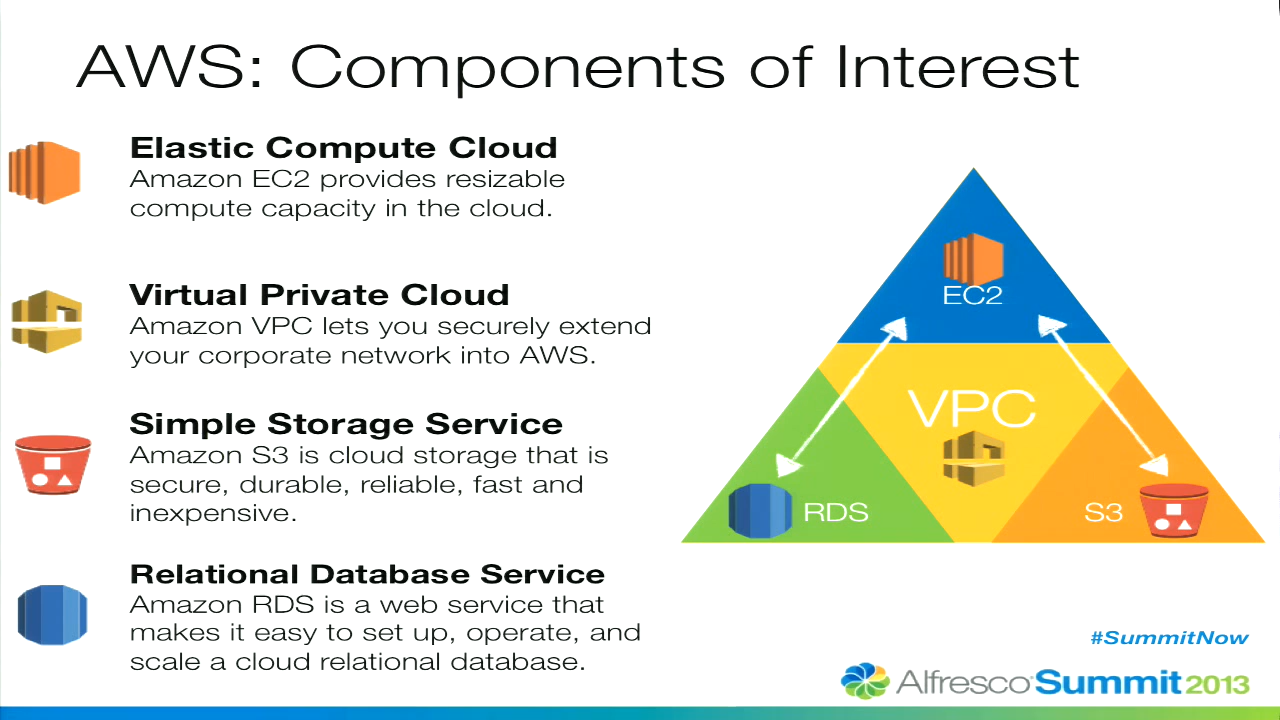 AWS: Components of Interest
Elastic Compute Cloud
Amazon EC2 provides resizable
compute capacity in the cloud.
Virtual Private Cloud
Amazon VPC lets you securely extend
your corporate network into AWS.
Simple Storage Service
Amazon S3 is cloud storage that is
secure, durable, reliable, fast and
inexpensive.
Relational Database Service
Amazon RDS is a web service that
makes it easy to set up, operate, and
scale a cloud relational database.
EC2
VPC
RDS
S3
#SummitNow
Alfresco Summit 2013